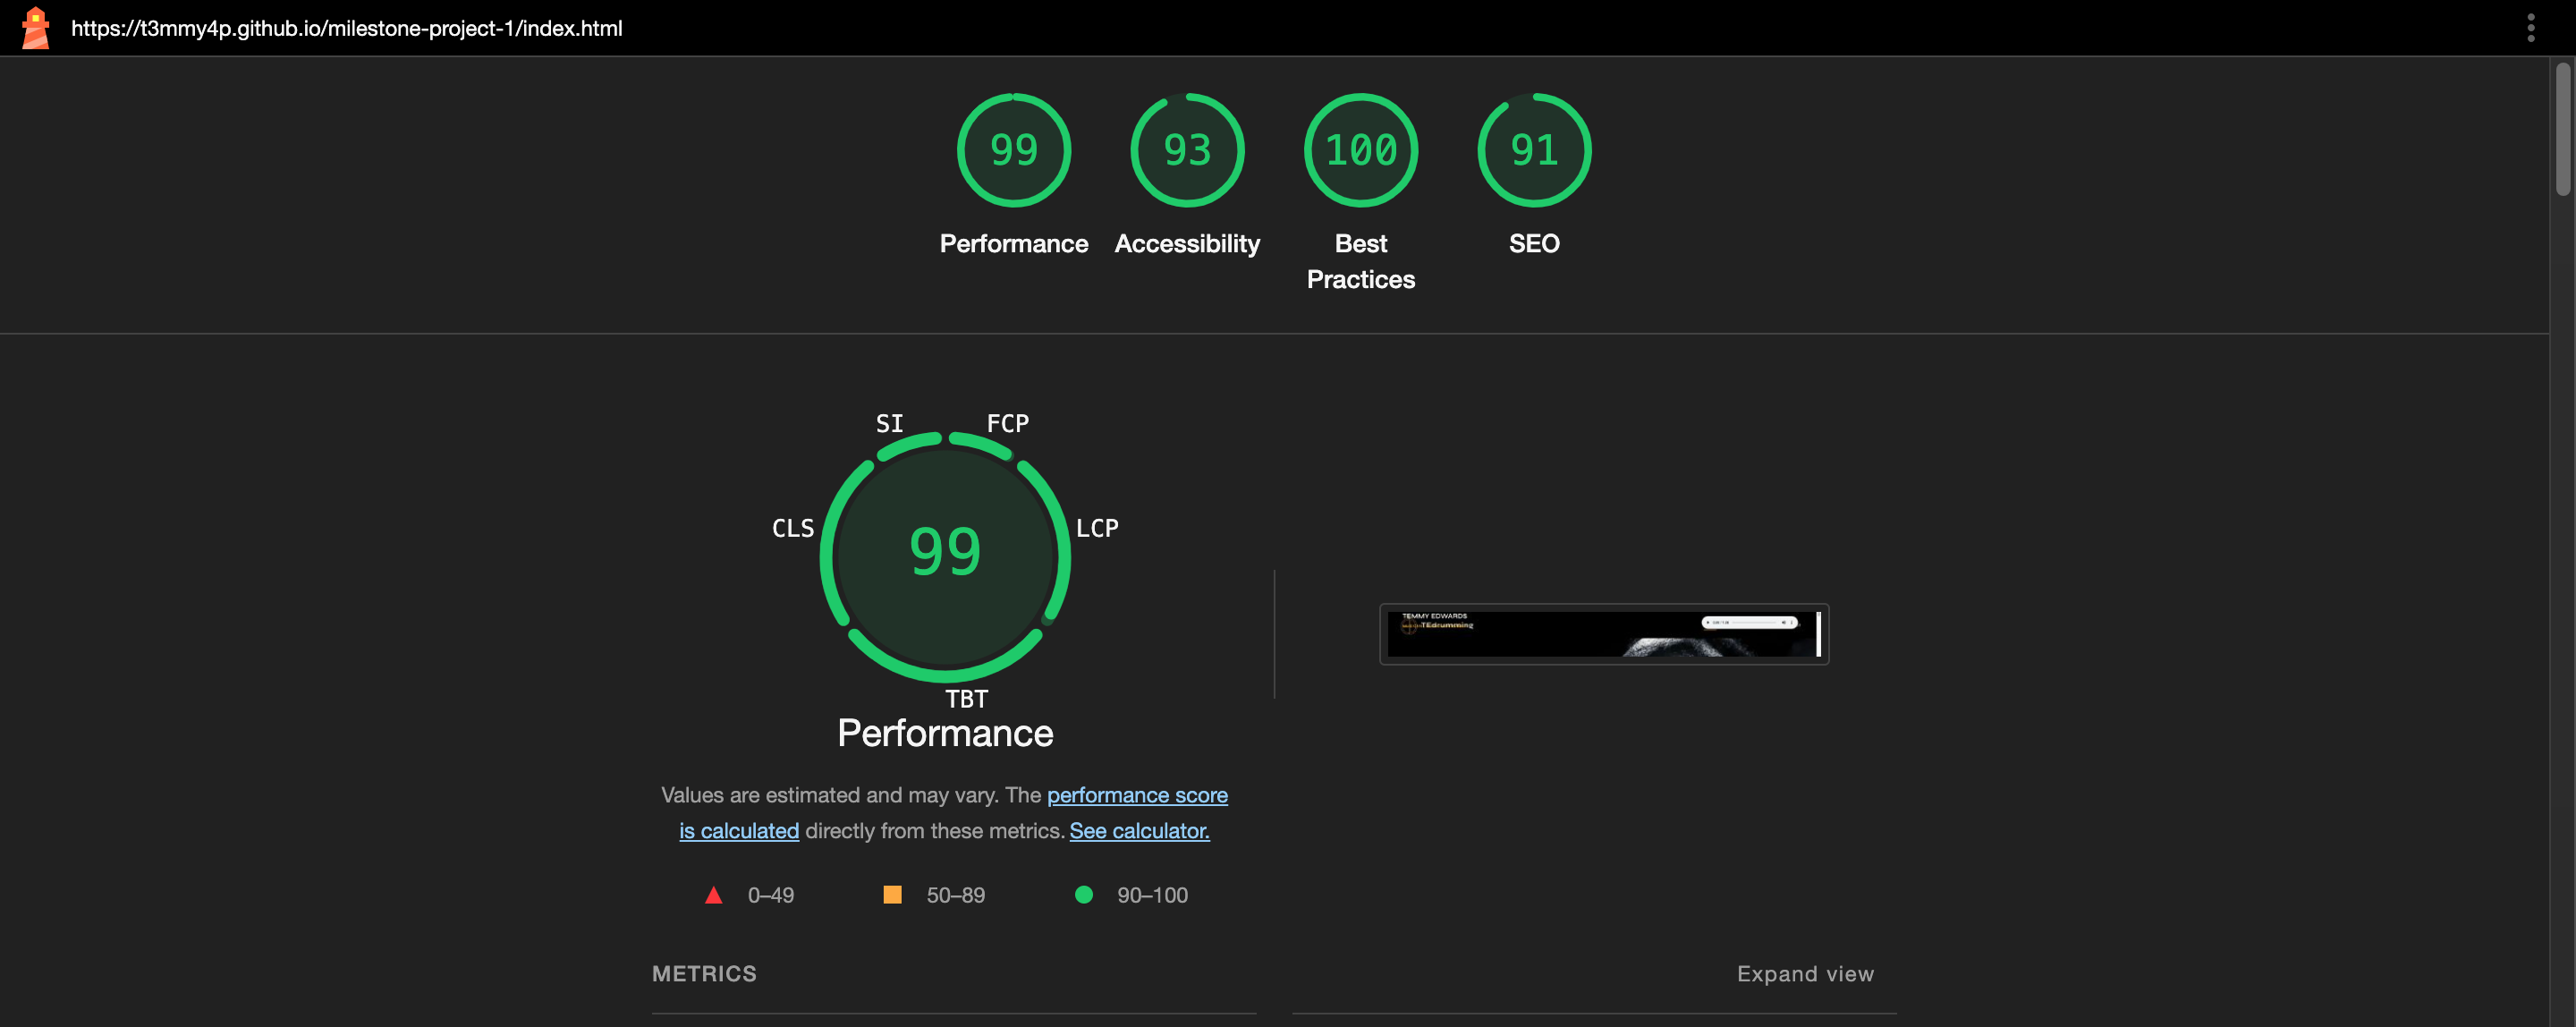 https://t3mmy4p.github.io/milestone-project-1/index.html
99
93
100
91
Performance
Accessibility
Best
Practices
SEO
SI
FCP
CLS
LCP
99
TBT
Performance
TEMMY EDWARDS
TEdrumming
Values are estimated and may vary. The performance score
is calculated directly from these metrics. See calculator.
0–49
50–89
90–100
METRICS
Expand view